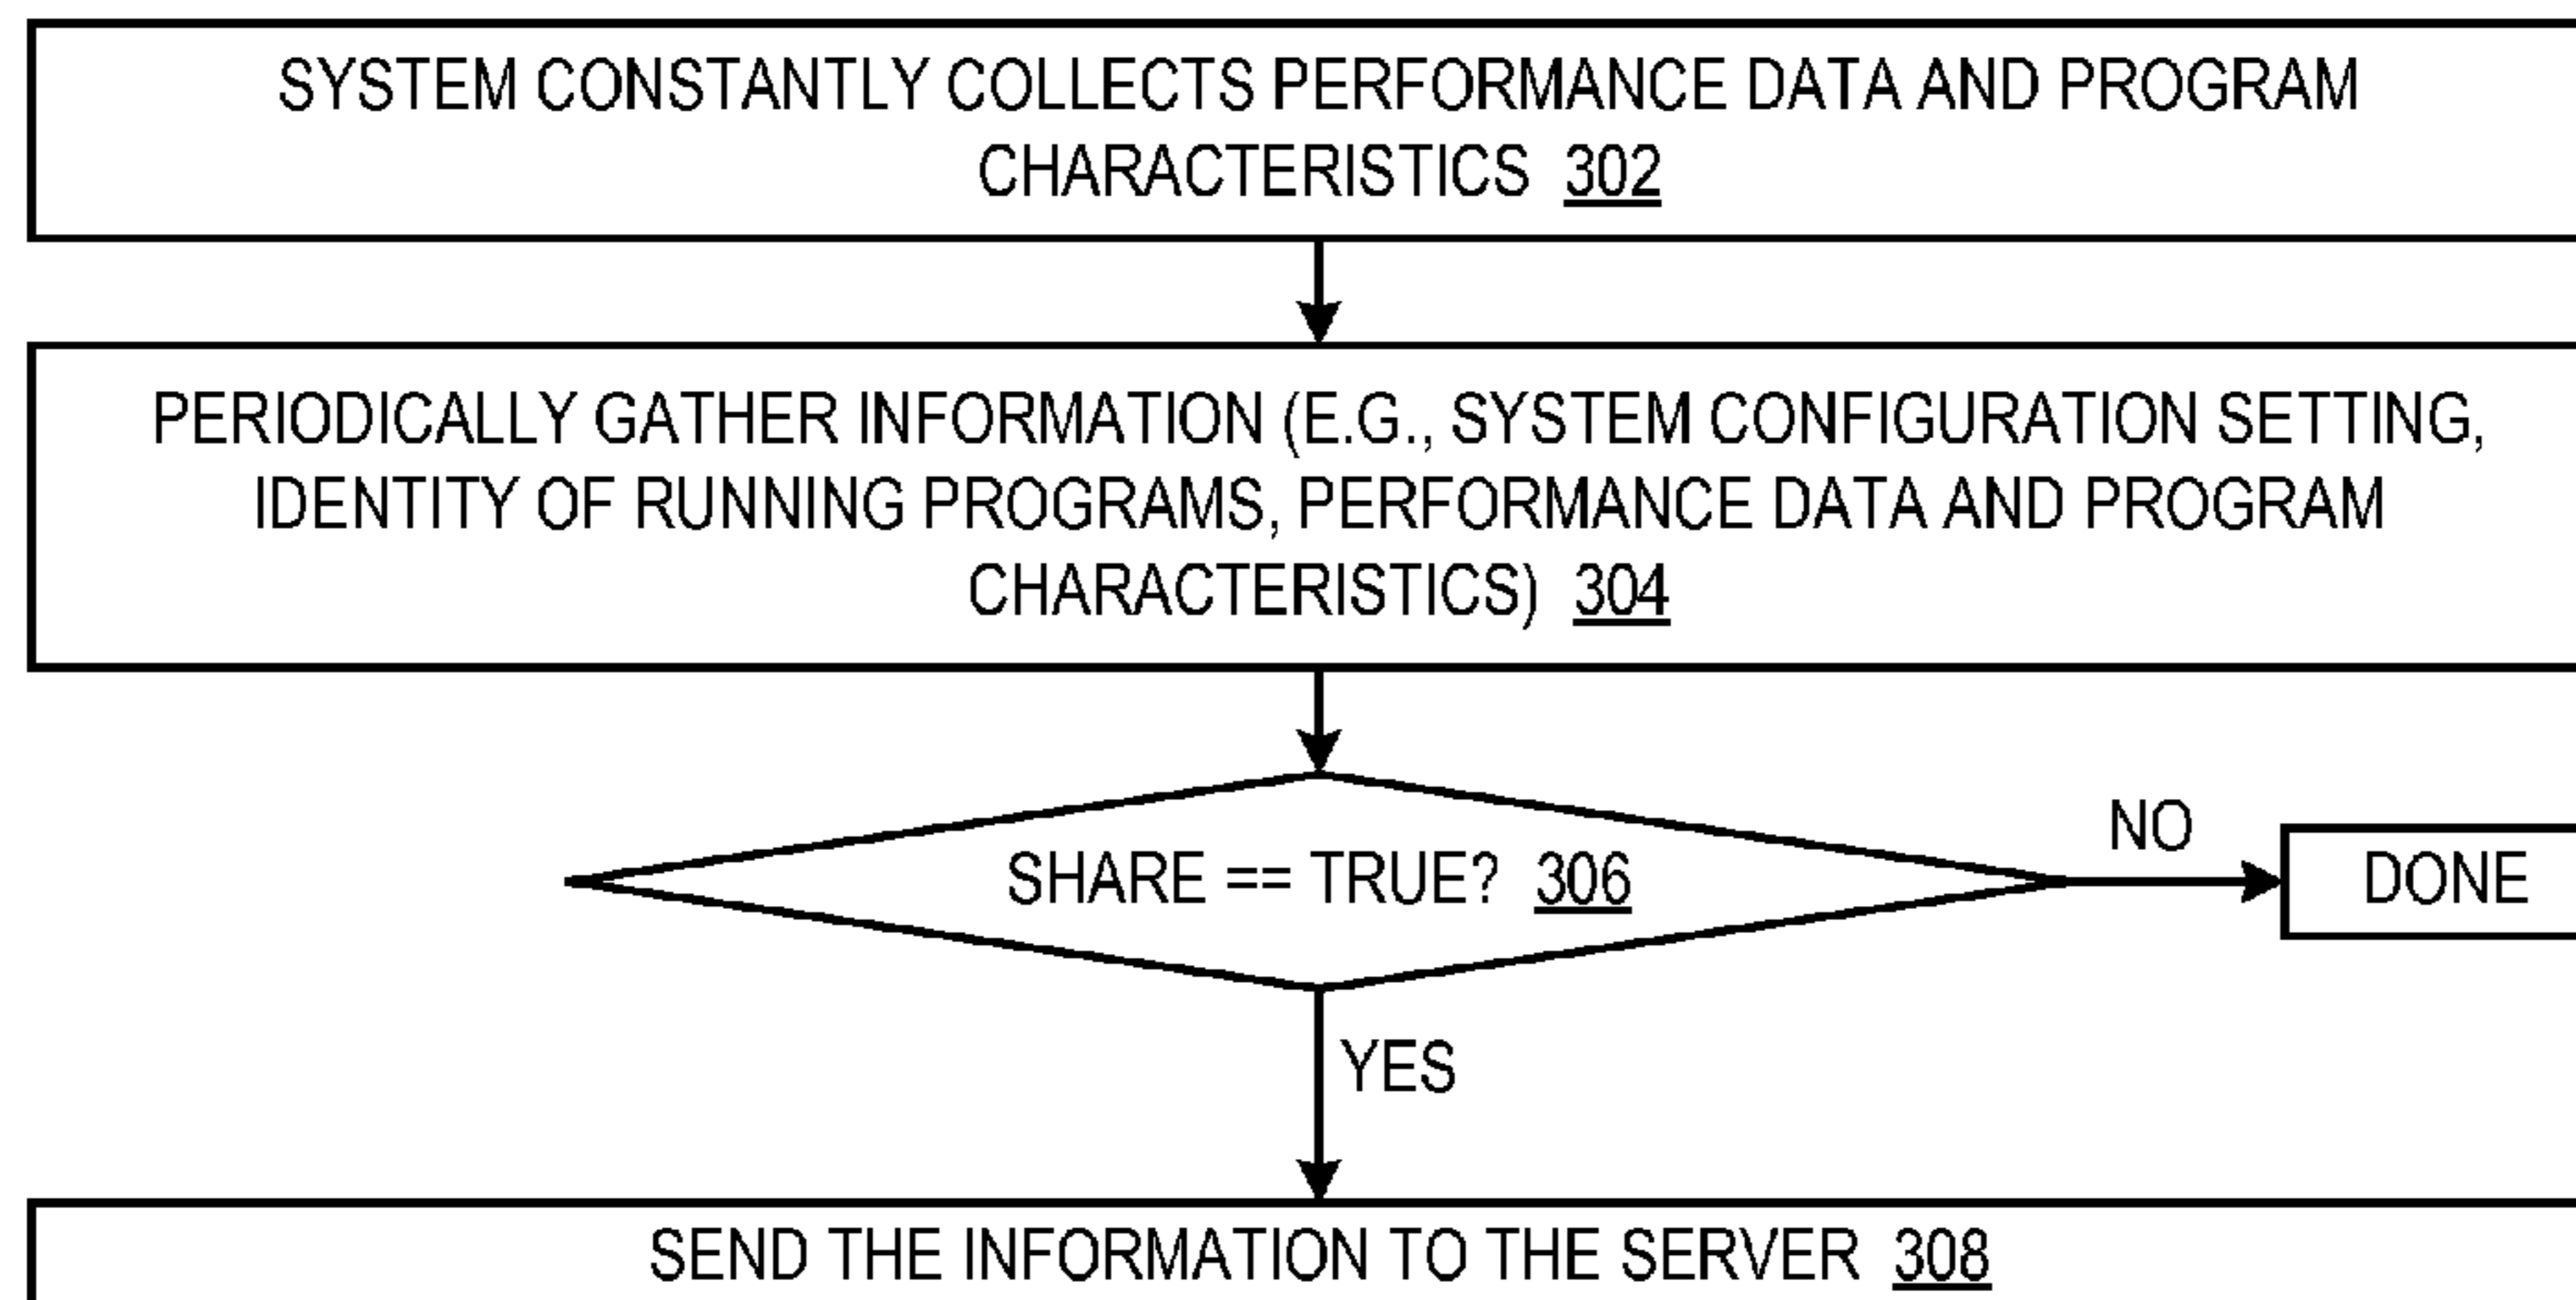 SYSTEM CONSTANTLY COLLECTS PERFORMANCE DATA AND PROGRAM
CHARACTERISTICS 302
PERIODICALLY GATHER INFORMATION (E.G., SYSTEM CONFIGURATION SETTING,
IDENTITY OF RUNNING PROGRAMS, PERFORMANCE DATA AND PROGRAM
CHARACTERISTICS) 304
SHARE == TRUE? 306
NO
DONE
YES
SEND THE INFORMATION TO THE SERVER 308